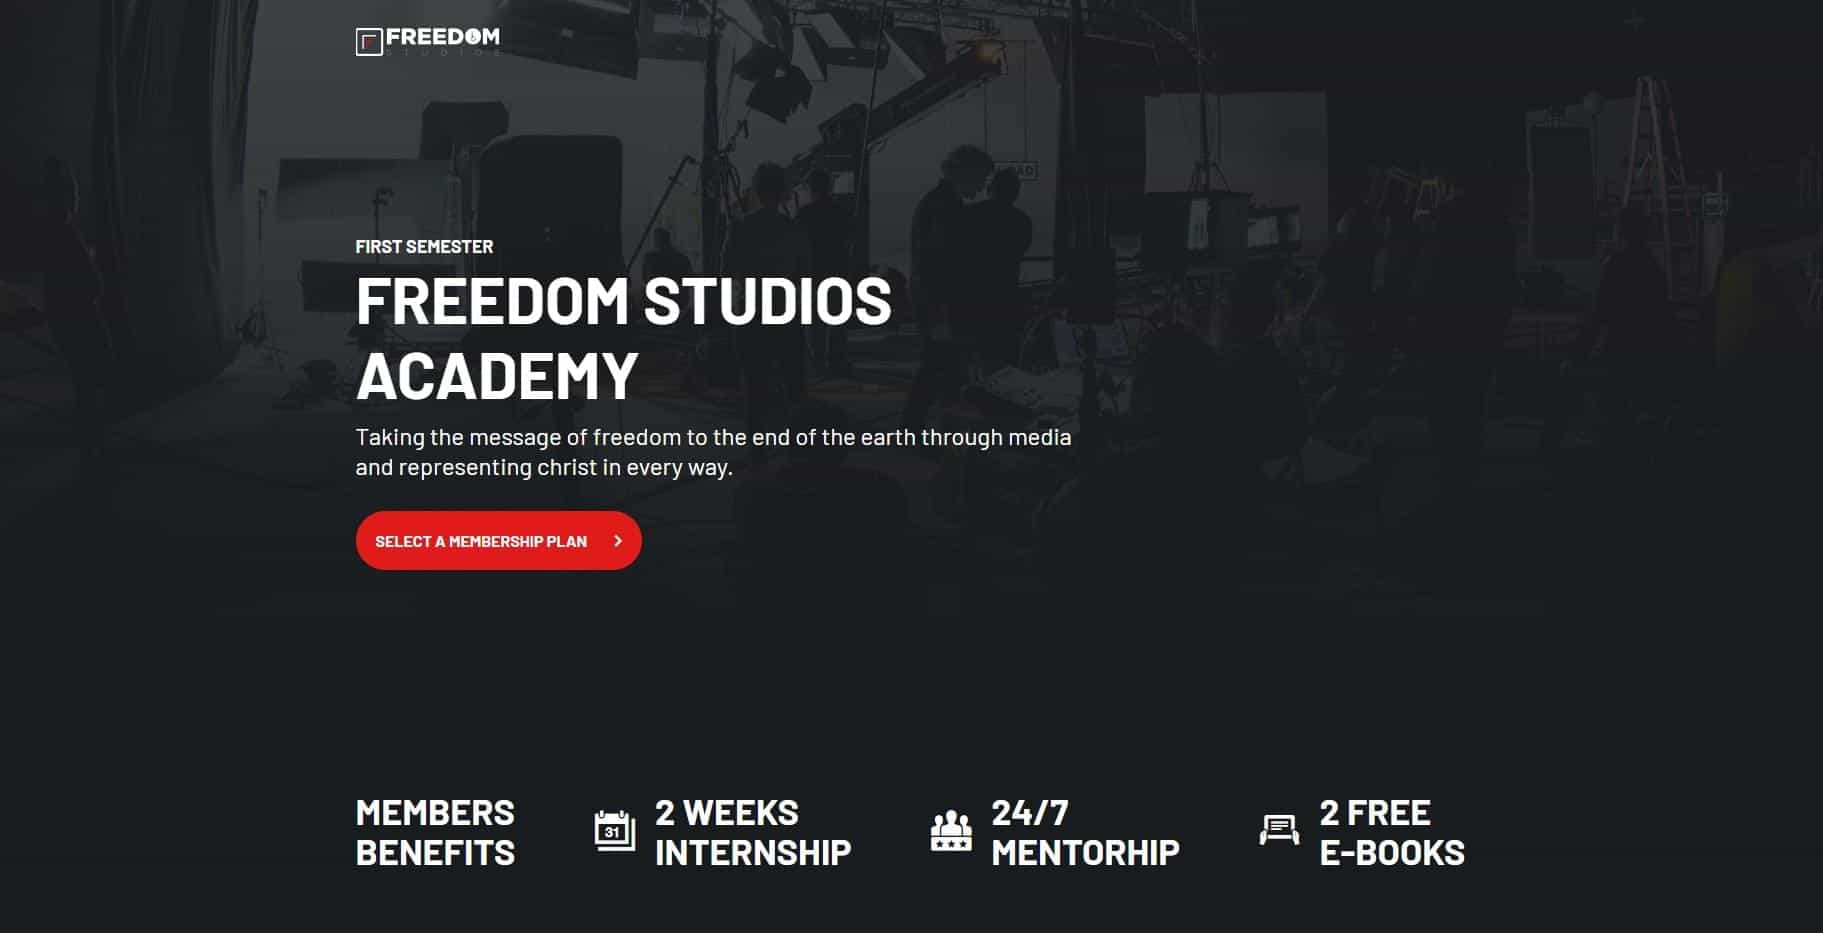 FREEDOM
STUDIOS
FIRST SEMESTER
FREEDOM STUDIOS
ACADEMY
Taking the message of freedom to the end of the earth through media
and representing christ in every way.
SELECT A MEMBERSHIP PLAN
MEMBERS
BENEFITS
31
2 WEEKS
INTERNSHIP
24/7
MENTORHIP
2 FREE
E-BOOKS